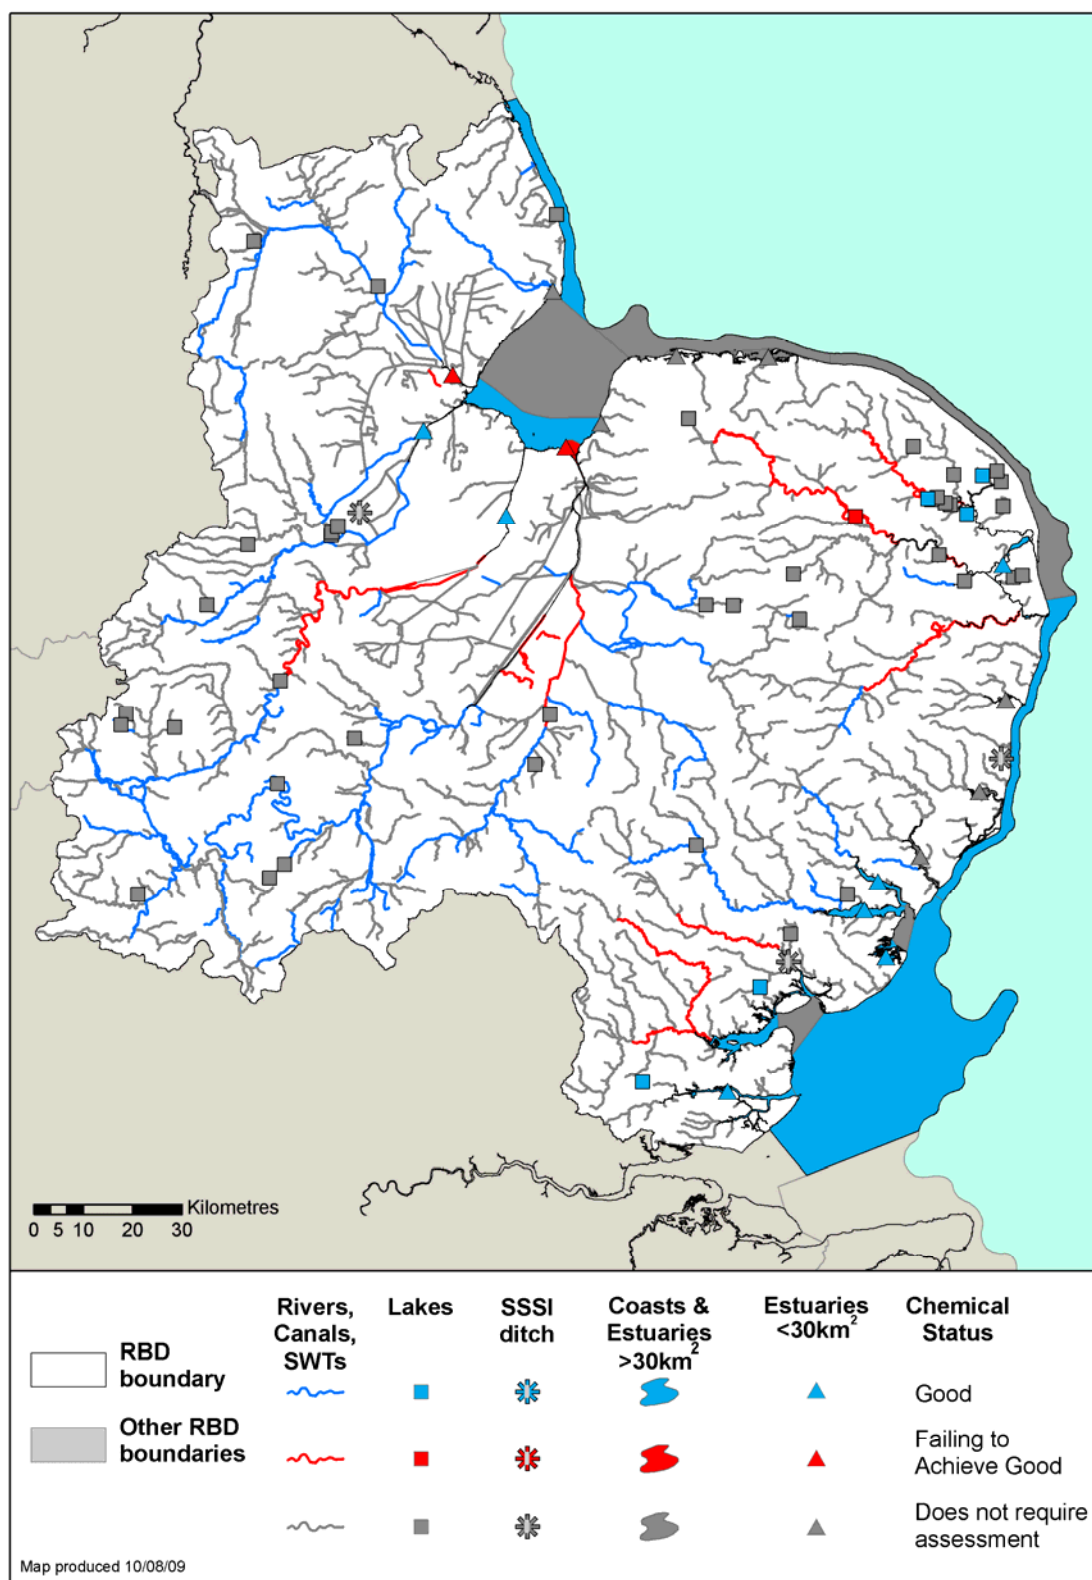 Kilometres
0 5 10 20 30
Rivers,
Canals,
SWTs
Lakes
SSSI
ditch
Coasts &
Estuaries
>30km²
Estuaries
<30km²
Chemical
Status
RBD
boundary
Good
Other RBD
boundaries
Failing to
Achieve Good
Does not require
assessment
Map produced 10/08/09